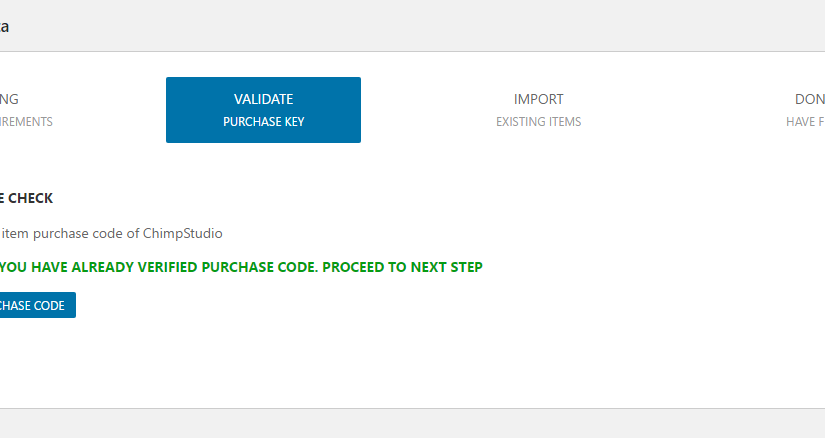 ta
NG
IREMENTS
VALIDATE
PURCHASE KEY
IMPORT
EXISTING ITEMS
DON
HAVE F
E CHECK
item purchase code of ChimpStudio
YOU HAVE ALREADY VERIFIED PURCHASE CODE. PROCEED TO NEXT STEP
CHASE CODE